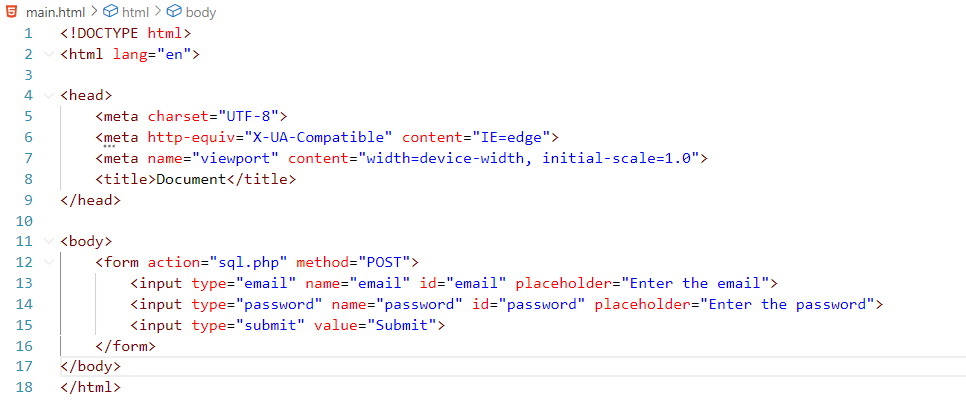 main.html > html > body
1 <!DOCTYPE html>
2 <html lang="en">
3
4 <head>
5 <meta charset="UTF-8">
6 <meta http-equiv="X-UA-Compatible" content="IE=edge">
7 <meta name="viewport" content="width=device-width, initial-scale=1.0">
8 <title>Document</title>
9 </head>
10
11 <body>
12 <form action="sql.php" method="POST">
13 <input type="email" name="email" id="email" placeholder="Enter the email">
14 <input type="password" name="password" id="password" placeholder="Enter the password">
15 <input type="submit" value="Submit">
16 </form>
17 </body>
18 </html>